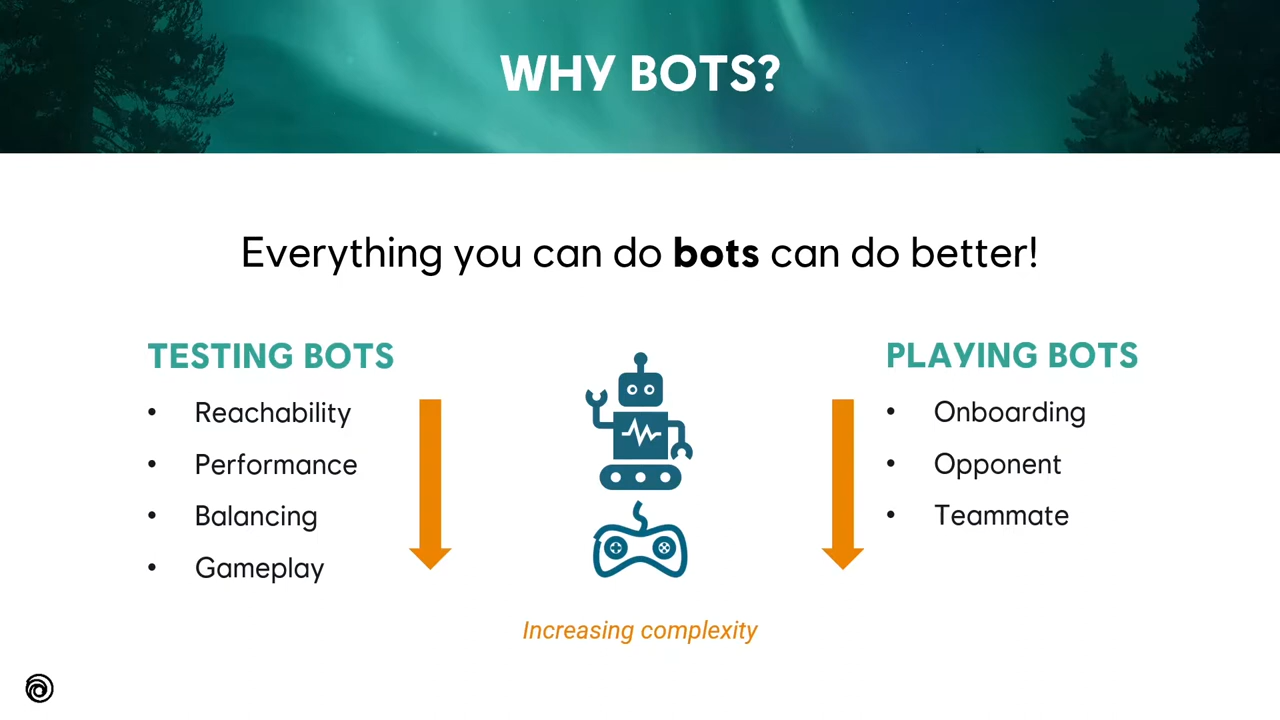 WHY BOTS?
Everything you can do bots can do better!
TESTING BOTS
• Reachability
• Performance
• Balancing
• Gameplay
PLAYING BOTS
• Onboarding
• Opponent
• Teammate
Increasing complexity